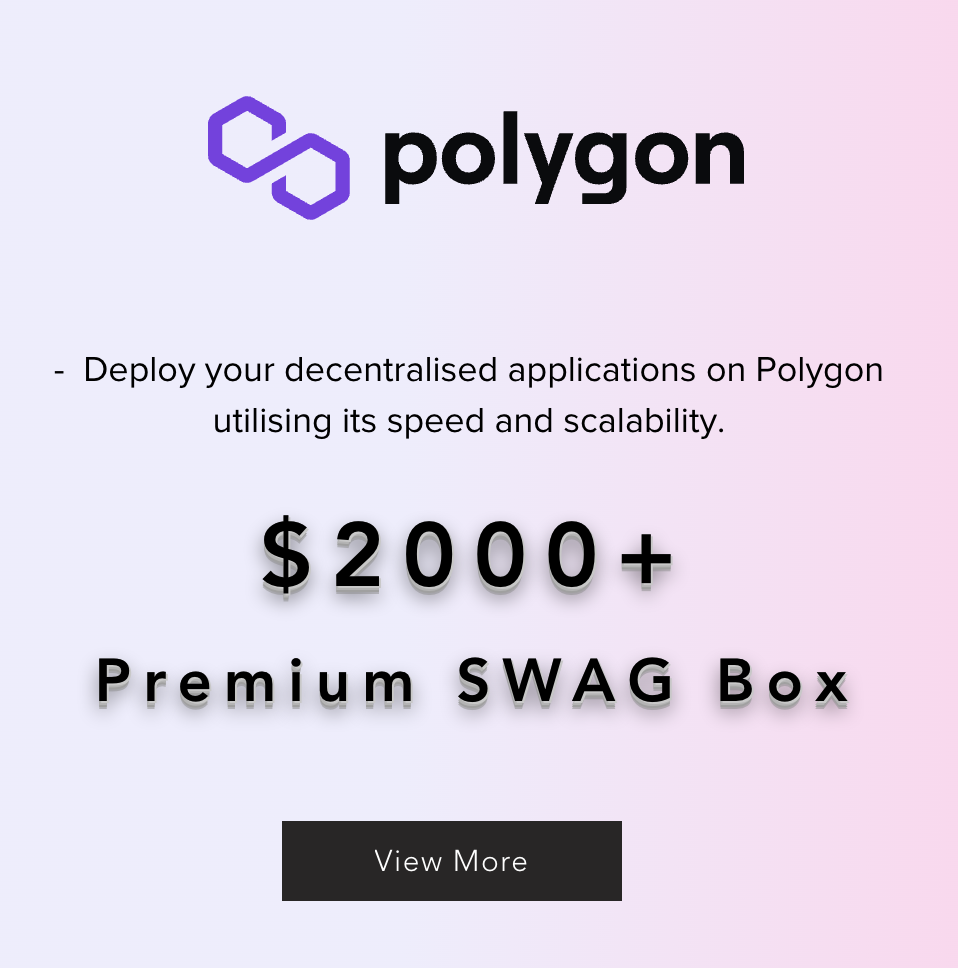 polygon
- Deploy your decentralised applications on Polygon
utilising its speed and scalability.
$2000+
Premium SWAG Box
View More